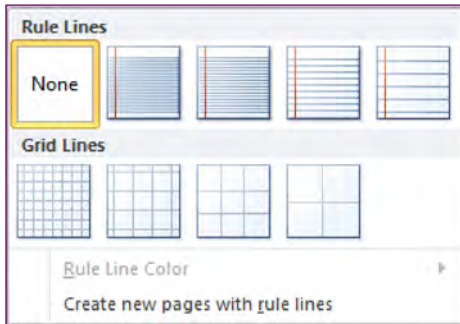 Rule Lines
None
Grid Lines
Rule Line Color
Create new pages with rule lines